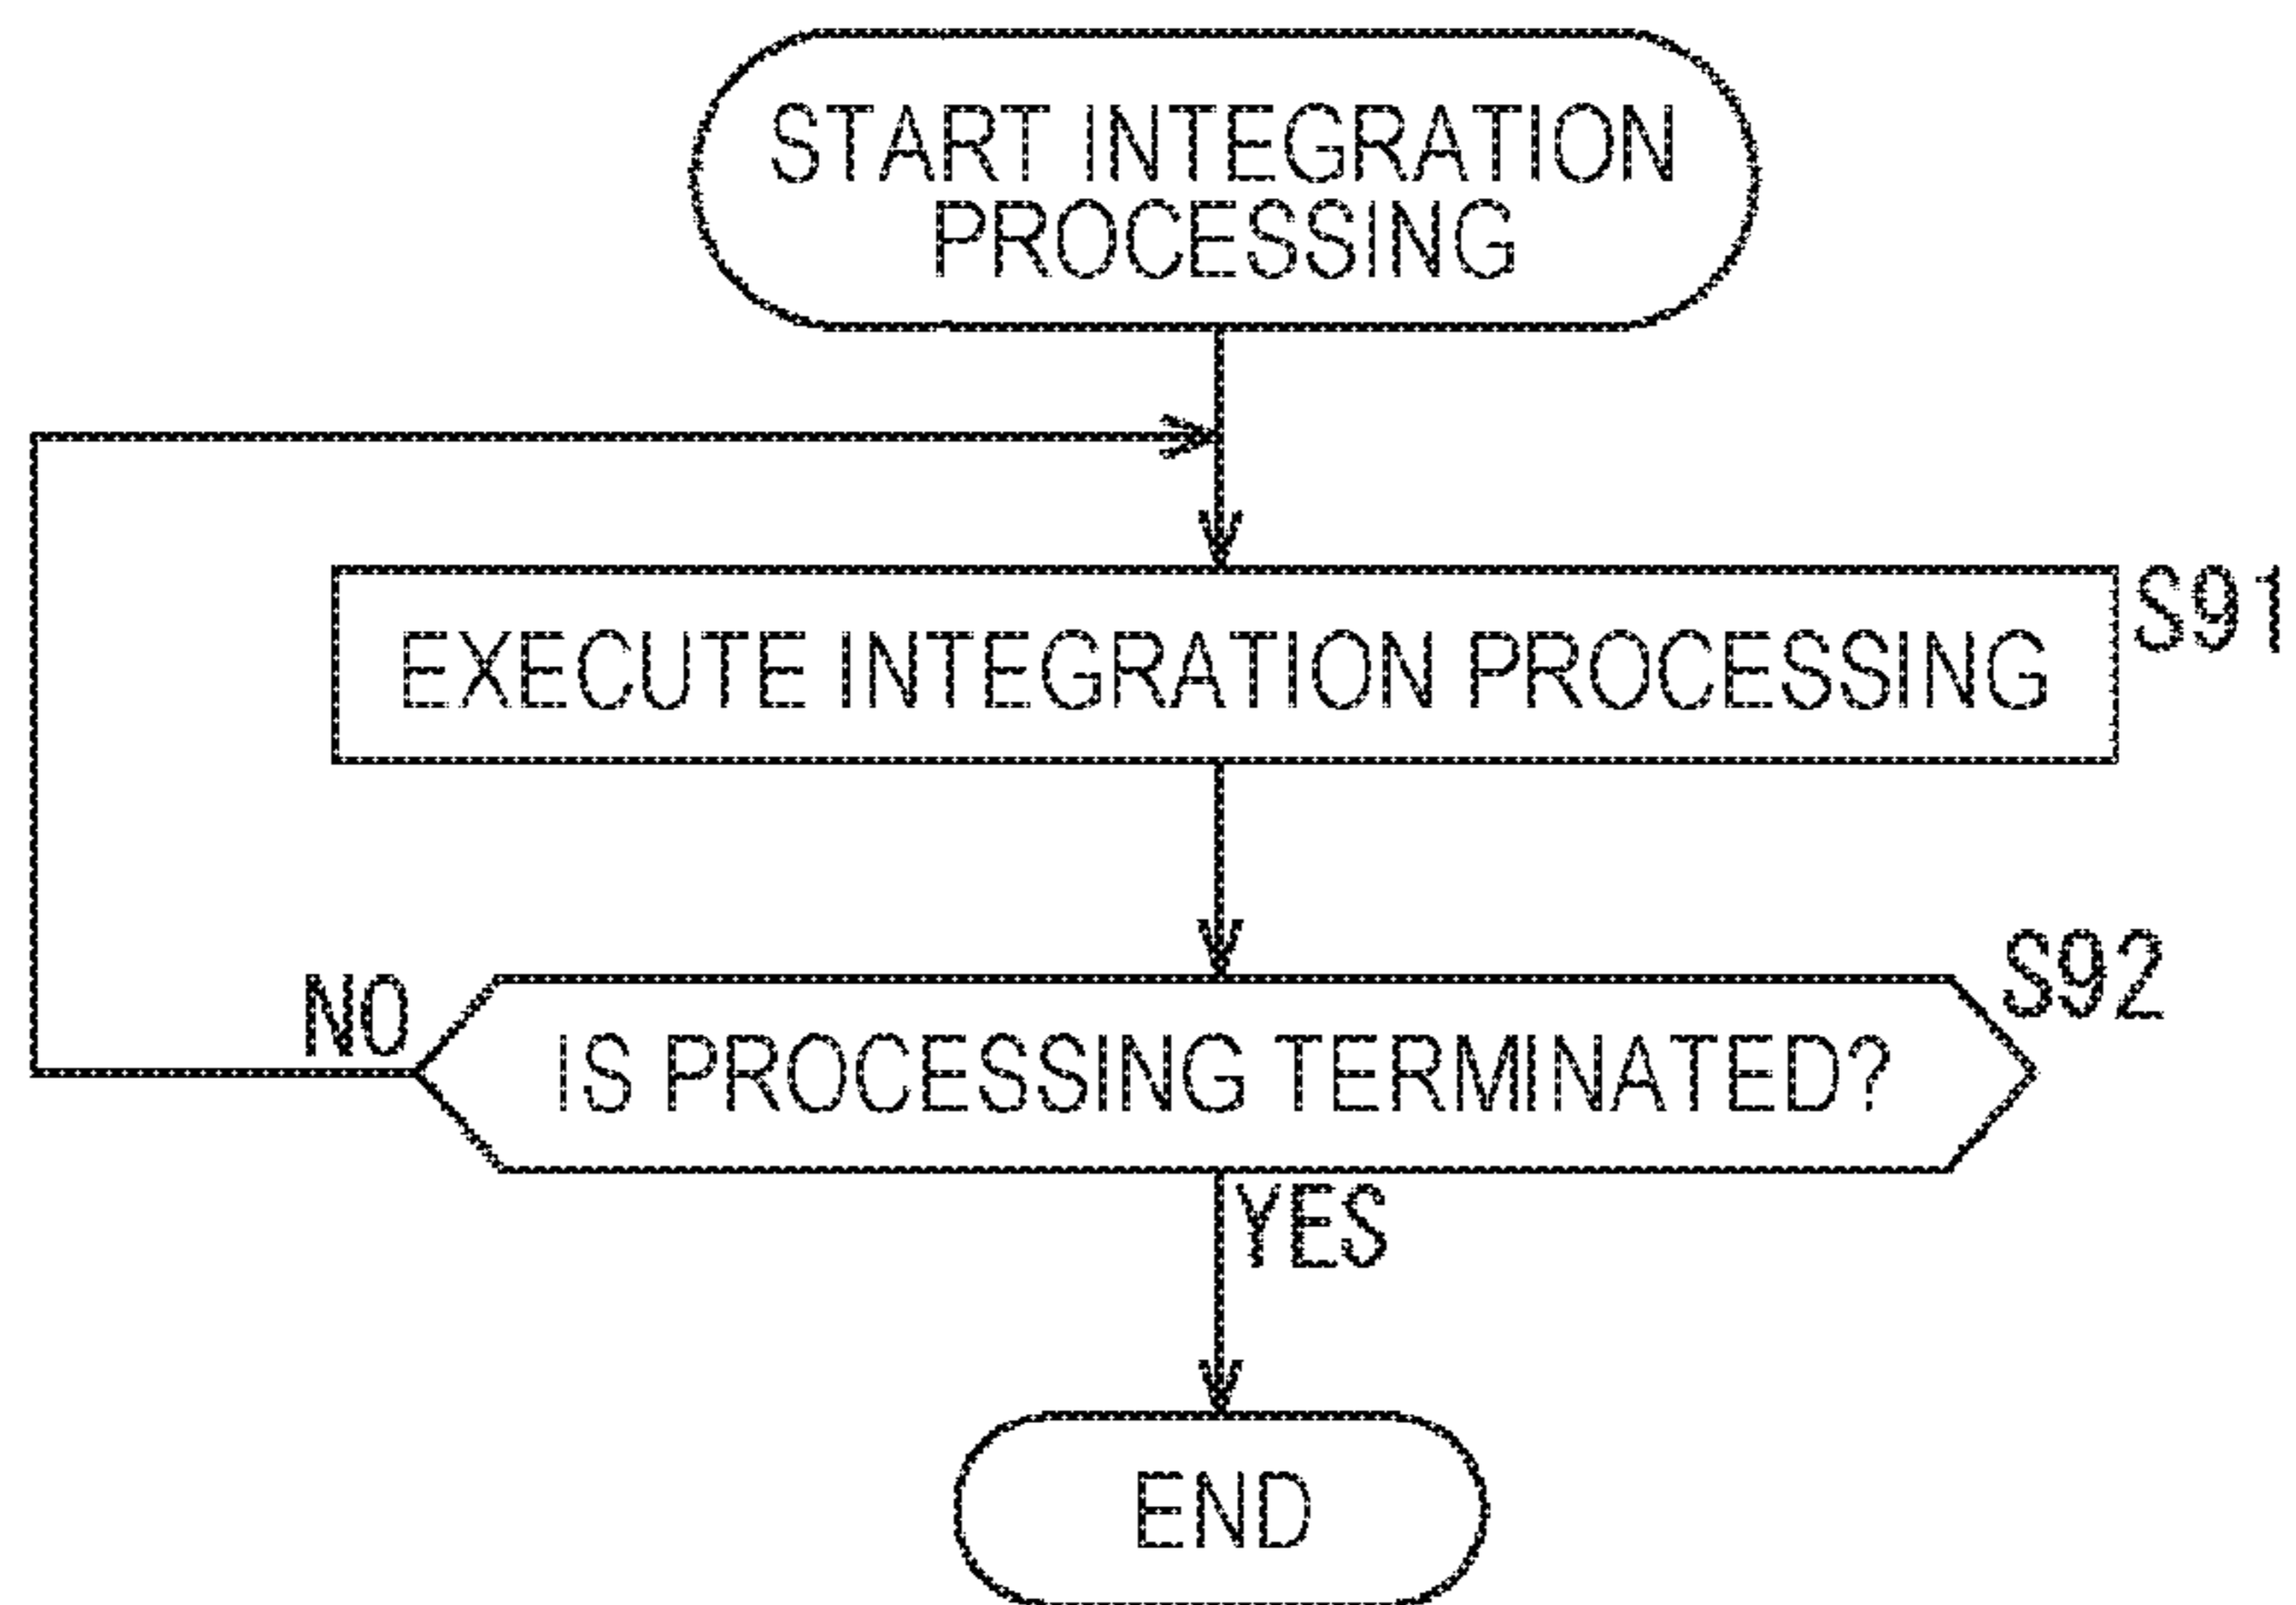 START INTEGRATION
PROCESSING
S91
EXECUTE INTEGRATION PROCESSING
S92
NO
IS PROCESSING TERMINATED?
YES
END